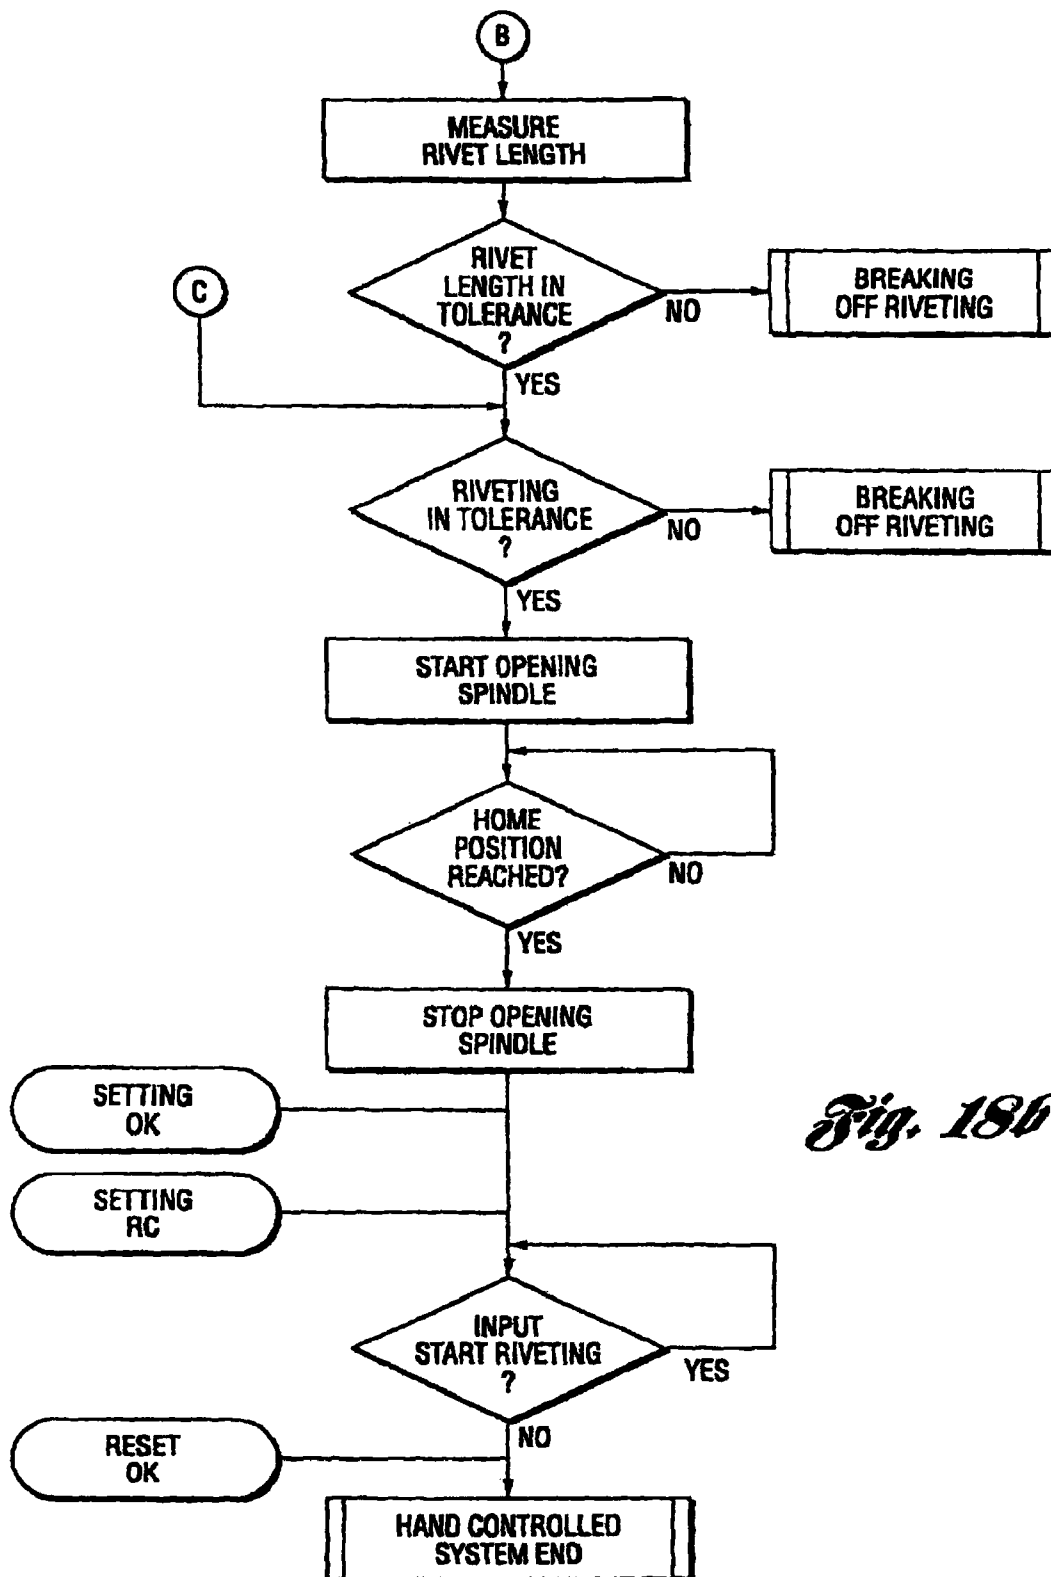 B
MEASURE
RIVET LENGTH
RIVET
LENGTH IN
TOLERANCE
?
NO
BREAKING
OFF RIVETING
C
YES
RIVETING
IN TOLERANCE
?
NO
BREAKING
OFF RIVETING
YES
START OPENING
SPINDLE
HOME
POSITION
REACHED?
NO
YES
STOP OPENING
SPINDLE
SETTING
OK
Fig. 18b
SETTING
RC
INPUT
START RIVETING
?
YES
NO
RESET
OK
HAND CONTROLLED
SYSTEM END